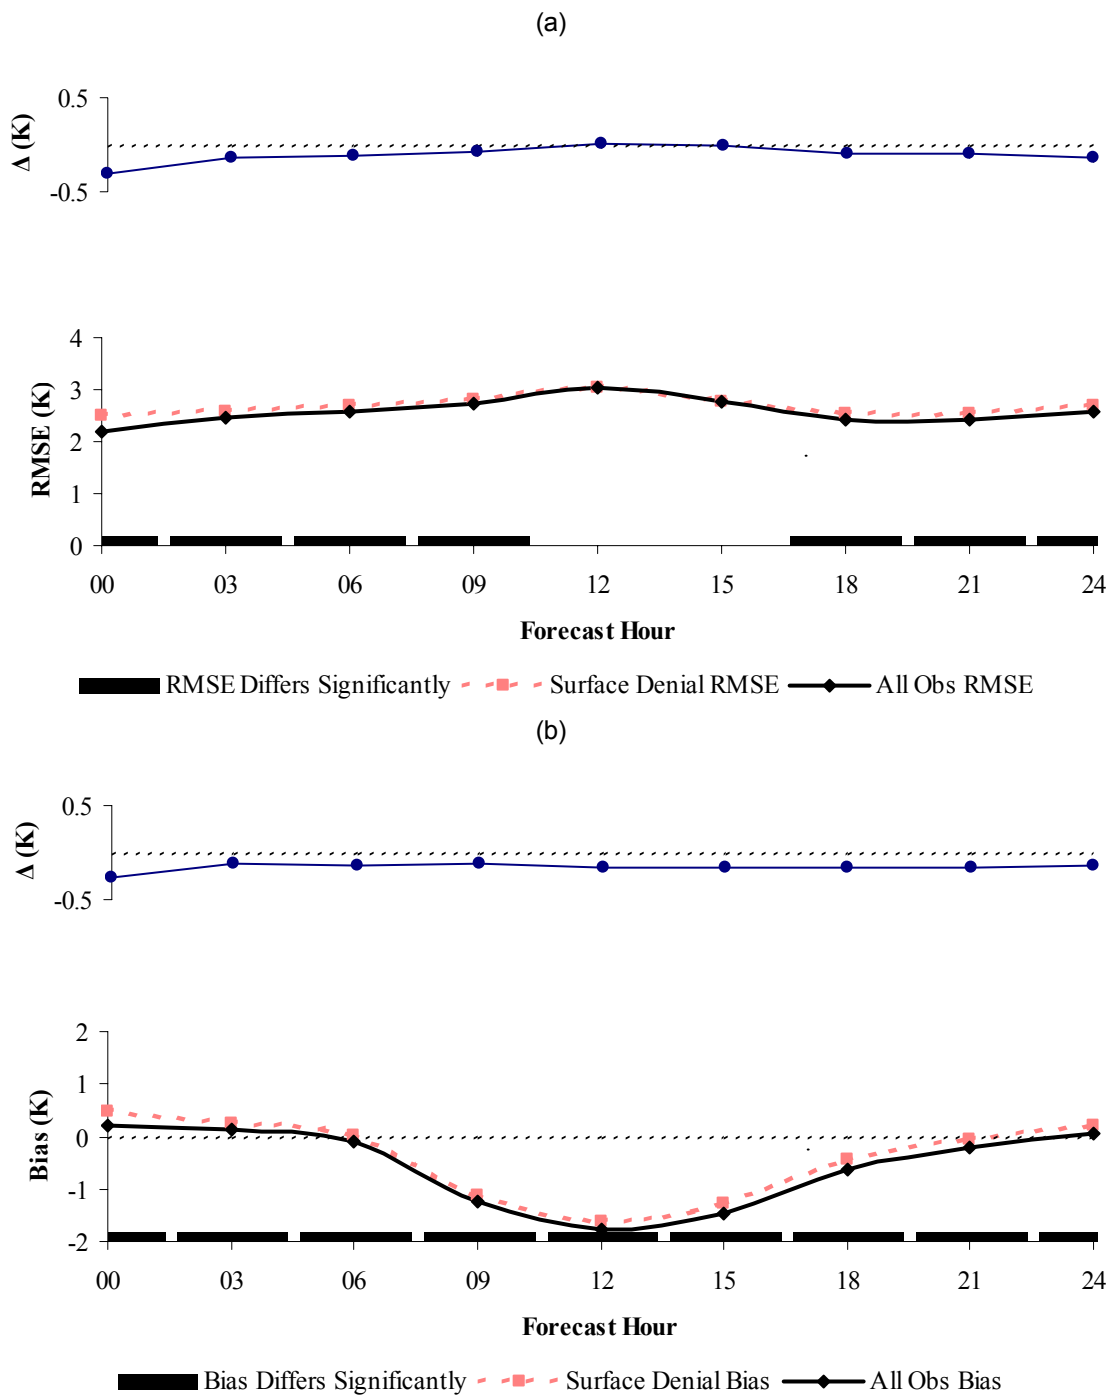 (a)
0.5
Δ (K)
-0.5
4
3
2
1
0
RMSE (K)
00 03 06 09 12 15 18 21 24
Forecast Hour
RMSE Differs Significantly Surface Denial RMSE All Obs RMSE
(b)
0.5
Δ (K)
-0.5
2
1
0
-1
-2
Bias (K)
00 03 06 09 12 15 18 21 24
Forecast Hour
Bias Differs Significantly Surface Denial Bias All Obs Bias